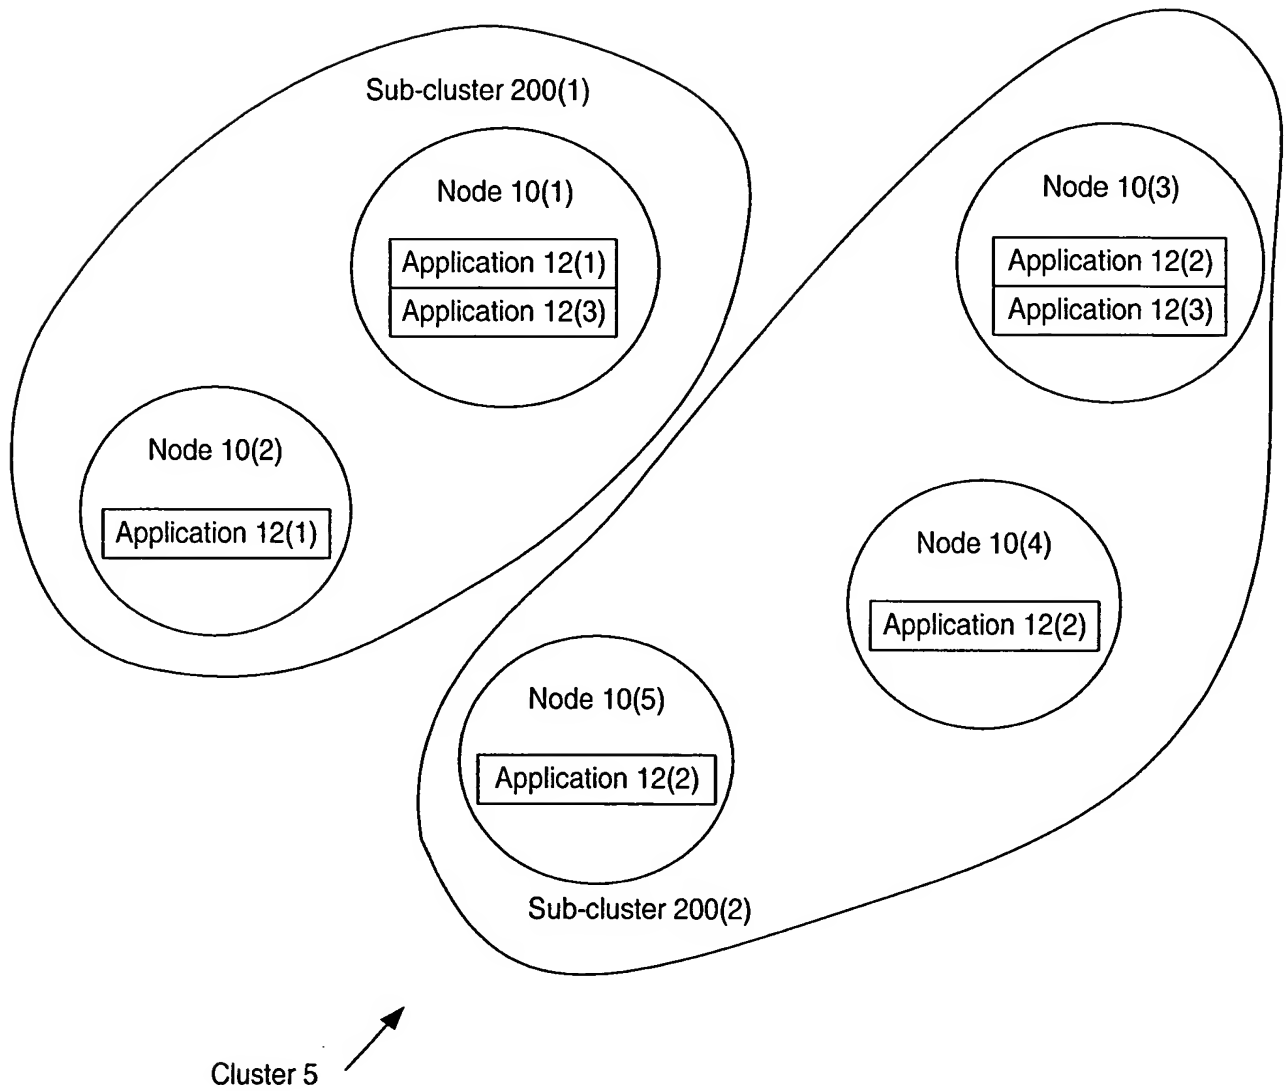 Sub-cluster 200(1)
Node 10(1)
Application 12(1)
Application 12(3)
Node 10(2)
Application 12(1)
Node 10(3)
Application 12(2)
Application 12(3)
Node 10(4)
Application 12(2)
Node 10(5)
Application 12(2)
Sub-cluster 200(2)
Cluster 5